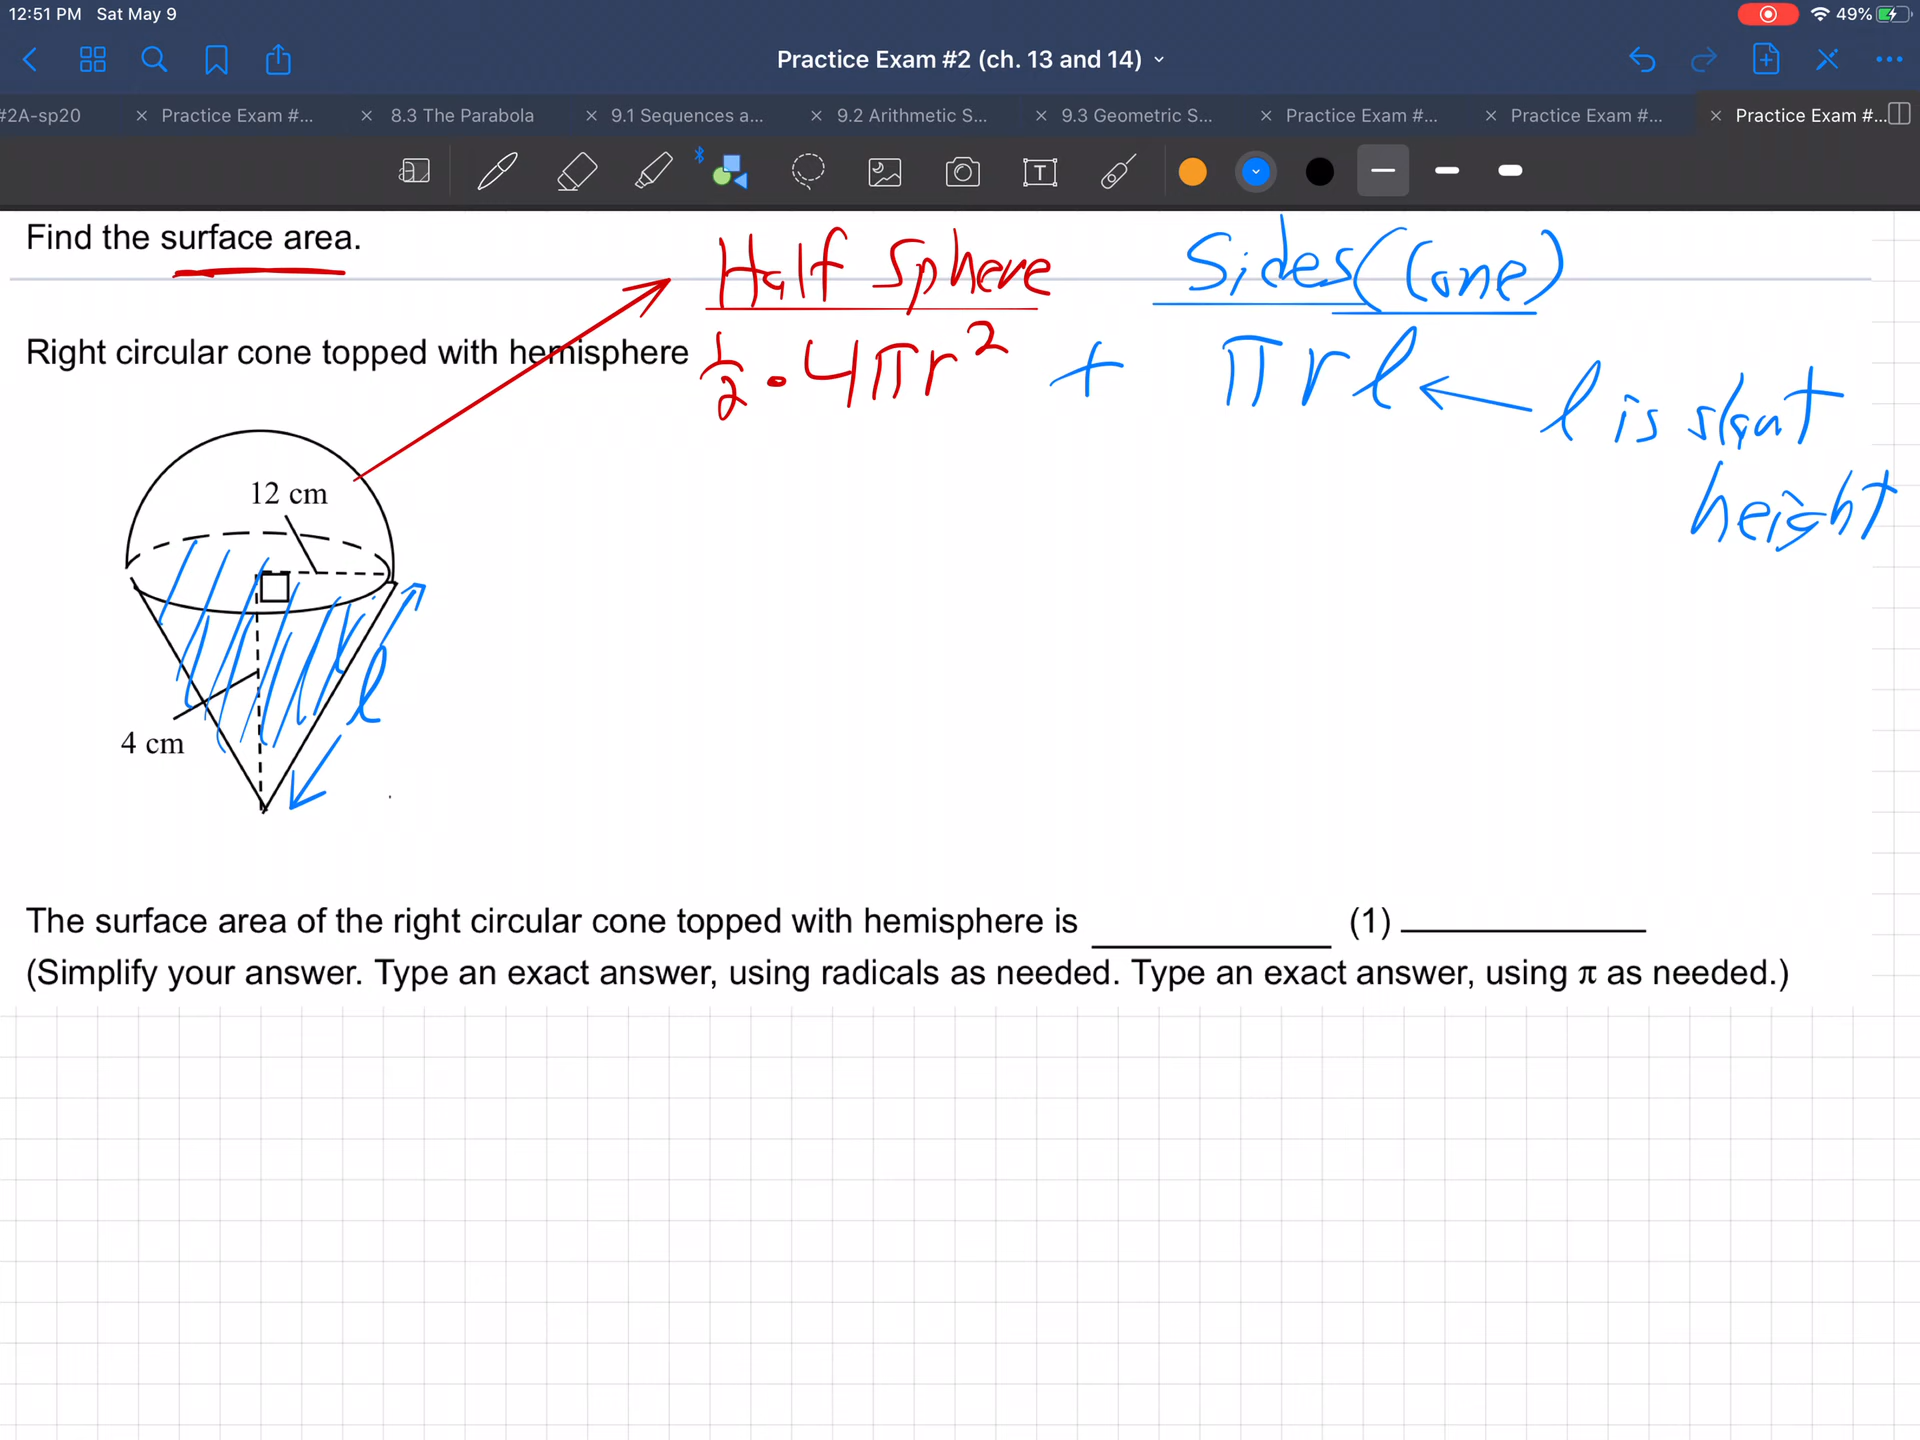 12:51 PM Sat May 9
49%
Practice Exam #2 (ch. 13 and 14)
#2A-sp20 × Practice Exam #... × 8.3 The Parabola × 9.1 Sequences a... × 9.2 Arithmetic S... × 9.3 Geometric S... × Practice Exam #... × Practice Exam #... × Practice Exam #...
T
Find the surface area.
Half Sphere Sides (Cone)
Right circular cone topped with hemisphere
1/2 · 4πr² + πrl ← l is slant height
12 cm
l
4 cm
The surface area of the right circular cone topped with hemisphere is ________ (1) ________
(Simplify your answer. Type an exact answer, using radicals as needed. Type an exact answer, using π as needed.)